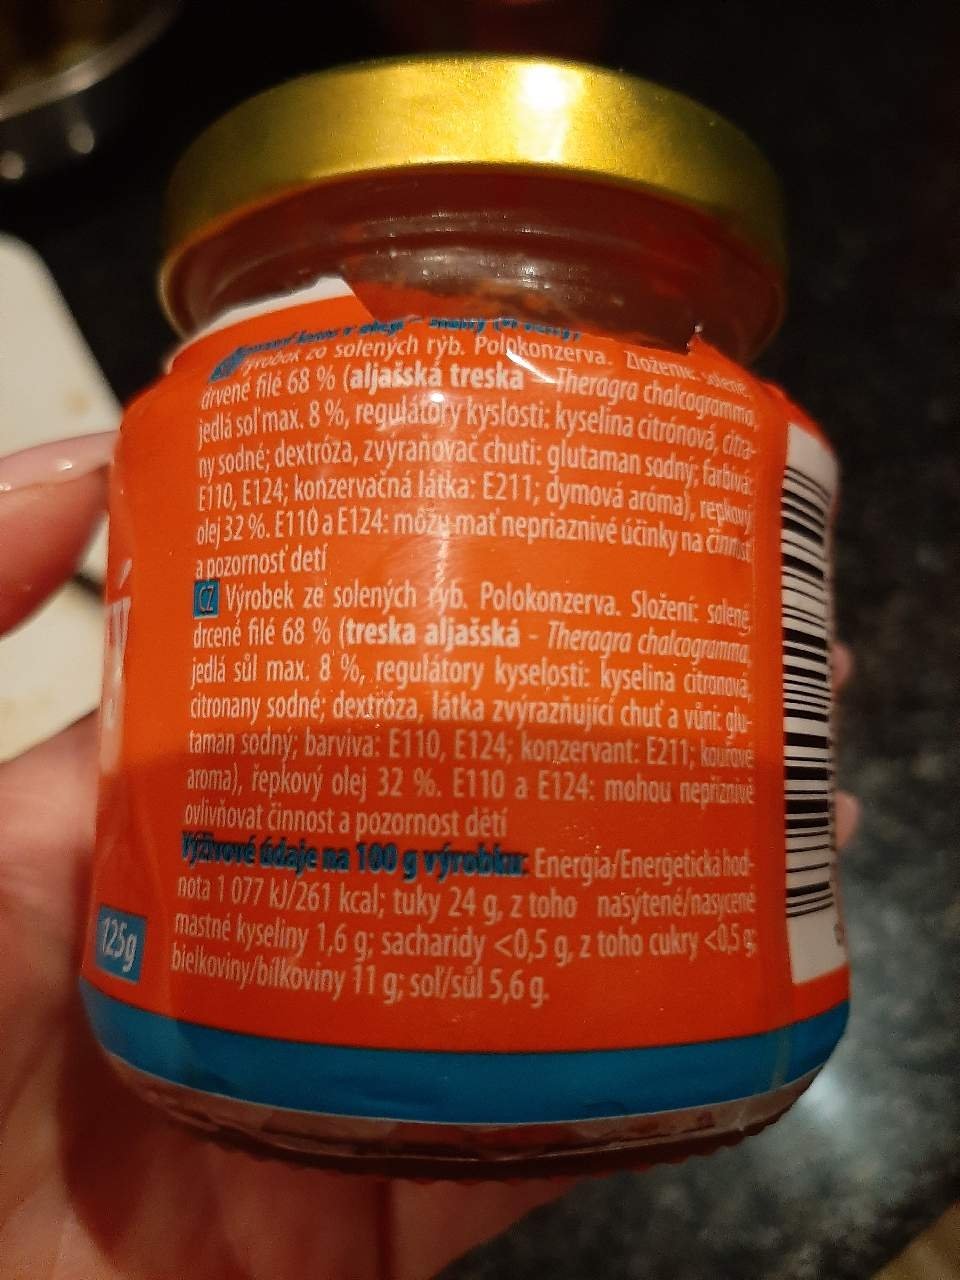 Výrobok zo solených rýb. Polokonzerva. Zloženie: solené,
drvené filé 68 % (aljašská treska - Theragra chalcogramma,
jedlá soľ max. 8 %, regulátory kyslosti: kyselina citrónová, citra-
ny sodné; dextróza, zvýraňovač chuti: glutaman sodný; farbivá:
E110, E124; konzervačná látka: E211; dymová aróma), repkový
olej 32 %. E110 a E124: môžu mať nepriaznivé účinky na činnosť
a pozornosť detí
CZ Výrobek ze solených ryb. Polokonzerva. Složení: solené,
drcené filé 68 % (treska aljašská - Theragra chalcogramma,
jedlá sůl max. 8 %, regulátory kyselosti: kyselina citronová,
citronany sodné; dextróza, látka zvýrazňující chuť a vůni: glu-
taman sodný; barviva: E110, E124; konzervant: E211; kouřové
aroma), řepkový olej 32 %. E110 a E124: mohou nepříznivě
ovlivňovat činnost a pozornost dětí
Výživové údaje na 100 g výrobku: Energia/Energetická hod-
nota 1 077 kJ/261 kcal; tuky 24 g, z toho nasýtené/nasycené
mastné kyseliny 1,6 g; sacharidy <0,5 g, z toho cukry <0,5 g;
bielkoviny/bílkoviny 11 g; soľ/sůl 5,6 g.
125g